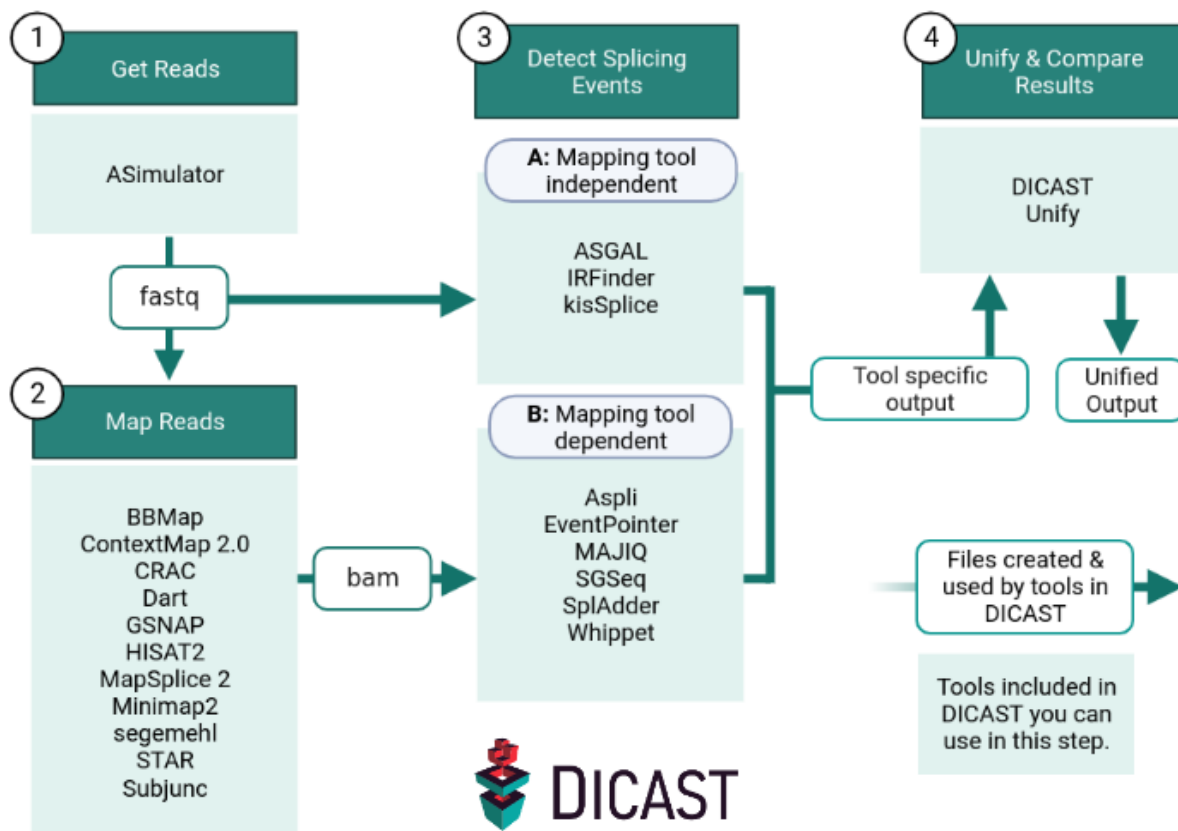 1
Get Reads
ASimulator
fastq
2
Map Reads
BBMap
ContextMap 2.0
CRAC
Dart
GSNAP
HISAT2
MapSplice 2
Minimap2
segemehl
STAR
Subjunc
bam
3
Detect Splicing
Events
A: Mapping tool
independent
ASGAL
IRFinder
kisSplice
B: Mapping tool
dependent
Aspli
EventPointer
MAJIQ
SGSeq
SplAdder
Whippet
Tool specific
output
4
Unify & Compare
Results
DICAST
Unify
Unified
Output
Files created &
used by tools in
DICAST
Tools included in
DICAST you can
use in this step.
DICAST